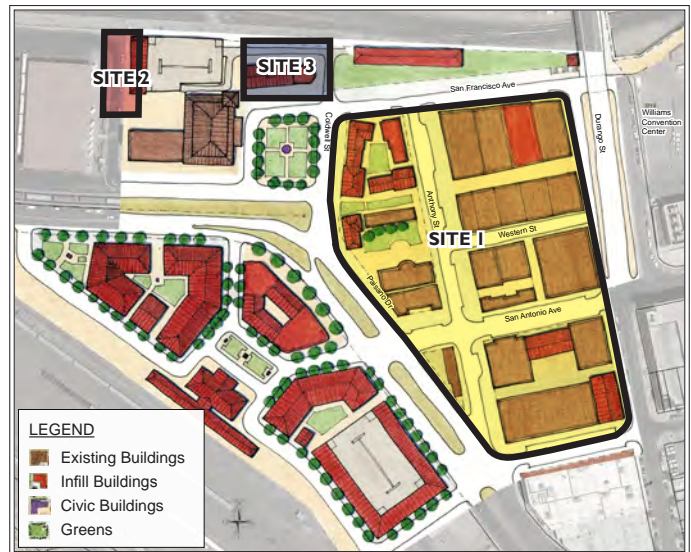 SITE 2
SITE 3
San Francisco Ave
Coldwell St
Durango St
Williams
Convention
Center
Anthony St
Western St
SITE 1
Paisano Dr
San Antonio Ave
LEGEND
Existing Buildings
Infill Buildings
Civic Buildings
Greens